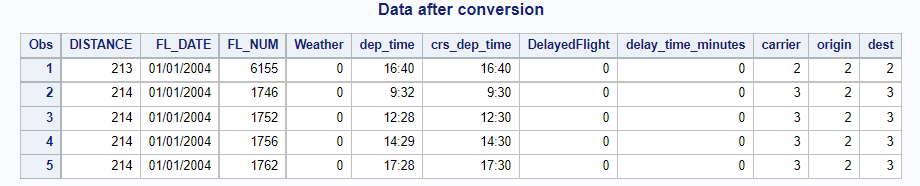 Data after conversion
Obs DISTANCE FL_DATE FL_NUM Weather dep_time crs_dep_time DelayedFlight delay_time_minutes carrier origin dest
1 213 01/01/2004 6155 0 16:40 16:40 0 0 2 2 2
2 214 01/01/2004 1746 0 9:32 9:30 0 0 3 2 3
3 214 01/01/2004 1752 0 12:28 12:30 0 0 3 2 3
4 214 01/01/2004 1756 0 14:29 14:30 0 0 3 2 3
5 214 01/01/2004 1762 0 17:28 17:30 0 0 3 2 3